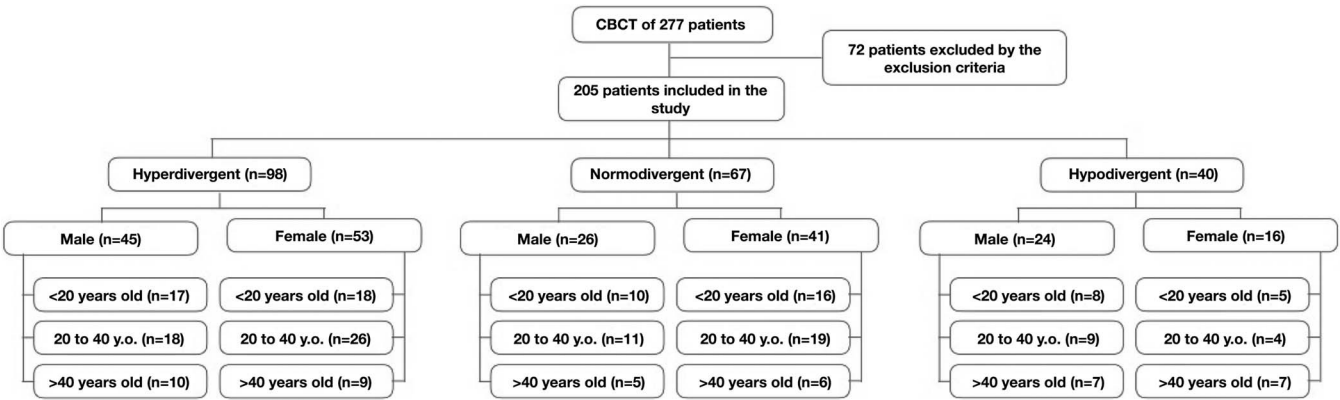 CBCT of 277 patients
72 patients excluded by the
exclusion criteria
205 patients included in the
study
Hyperdivergent (n=98)
Normodivergent (n=67)
Hypodivergent (n=40)
Male (n=45)
Female (n=53)
Male (n=26)
Female (n=41)
Male (n=24)
Female (n=16)
<20 years old (n=17)
<20 years old (n=18)
<20 years old (n=10)
<20 years old (n=16)
<20 years old (n=8)
<20 years old (n=5)
20 to 40 y.o. (n=18)
20 to 40 y.o. (n=26)
20 to 40 y.o. (n=11)
20 to 40 y.o. (n=19)
20 to 40 y.o. (n=9)
20 to 40 y.o. (n=4)
>40 years old (n=10)
>40 years old (n=9)
>40 years old (n=5)
>40 years old (n=6)
>40 years old (n=7)
>40 years old (n=7)